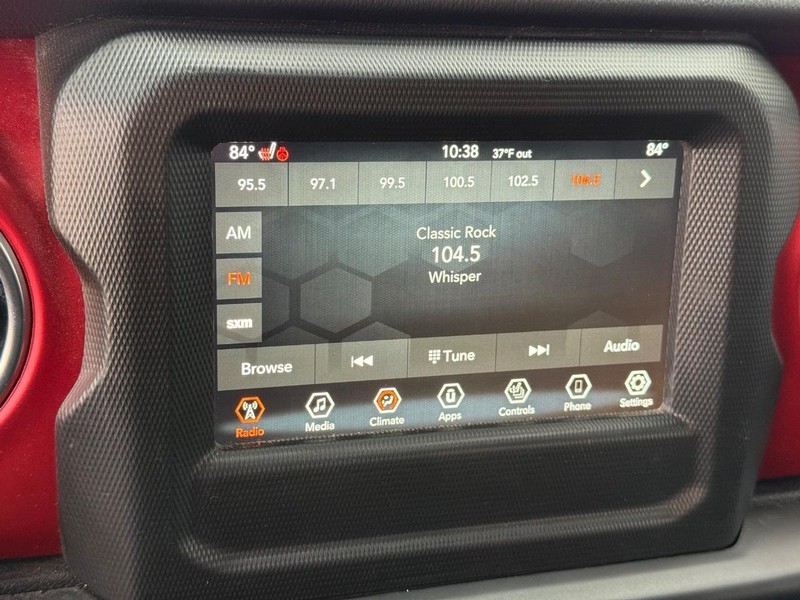 84° 10:38 37°F out 84°
95.5 97.1 99.5 100.5 102.5 104.5
AM
Classic Rock
104.5
FM
Whisper
sxm
Browse Tune Audio
Radio Media Climate Apps Controls Phone Settings